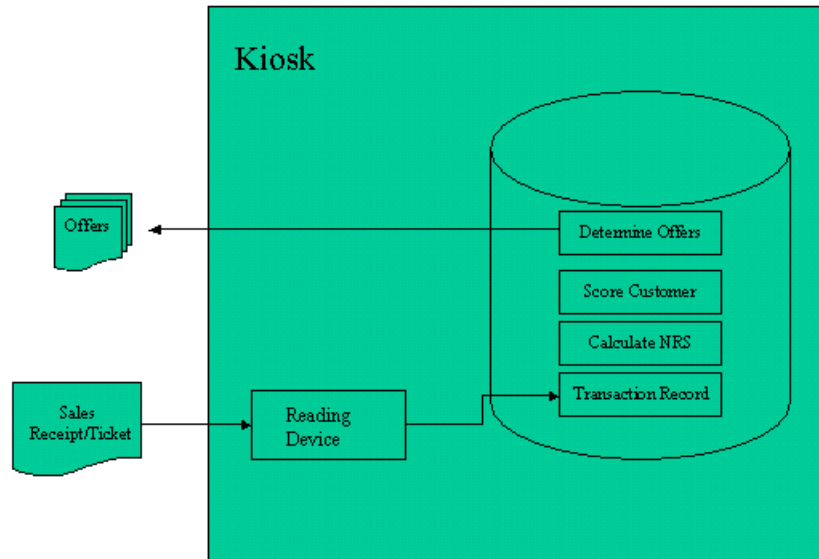 Kiosk
Offers
Determine Offers
Score Customer
Calculate NRS
Transaction Record
Sales
Receipt/Ticket
Reading
Device